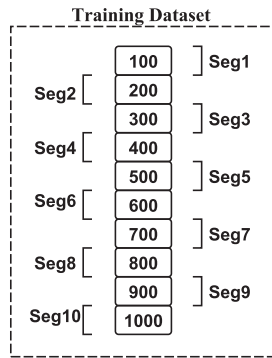 Training Dataset
100 Seg1
Seg2 200
300 Seg3
Seg4 400
500 Seg5
Seg6 600
700 Seg7
Seg8 800
900 Seg9
Seg10 1000